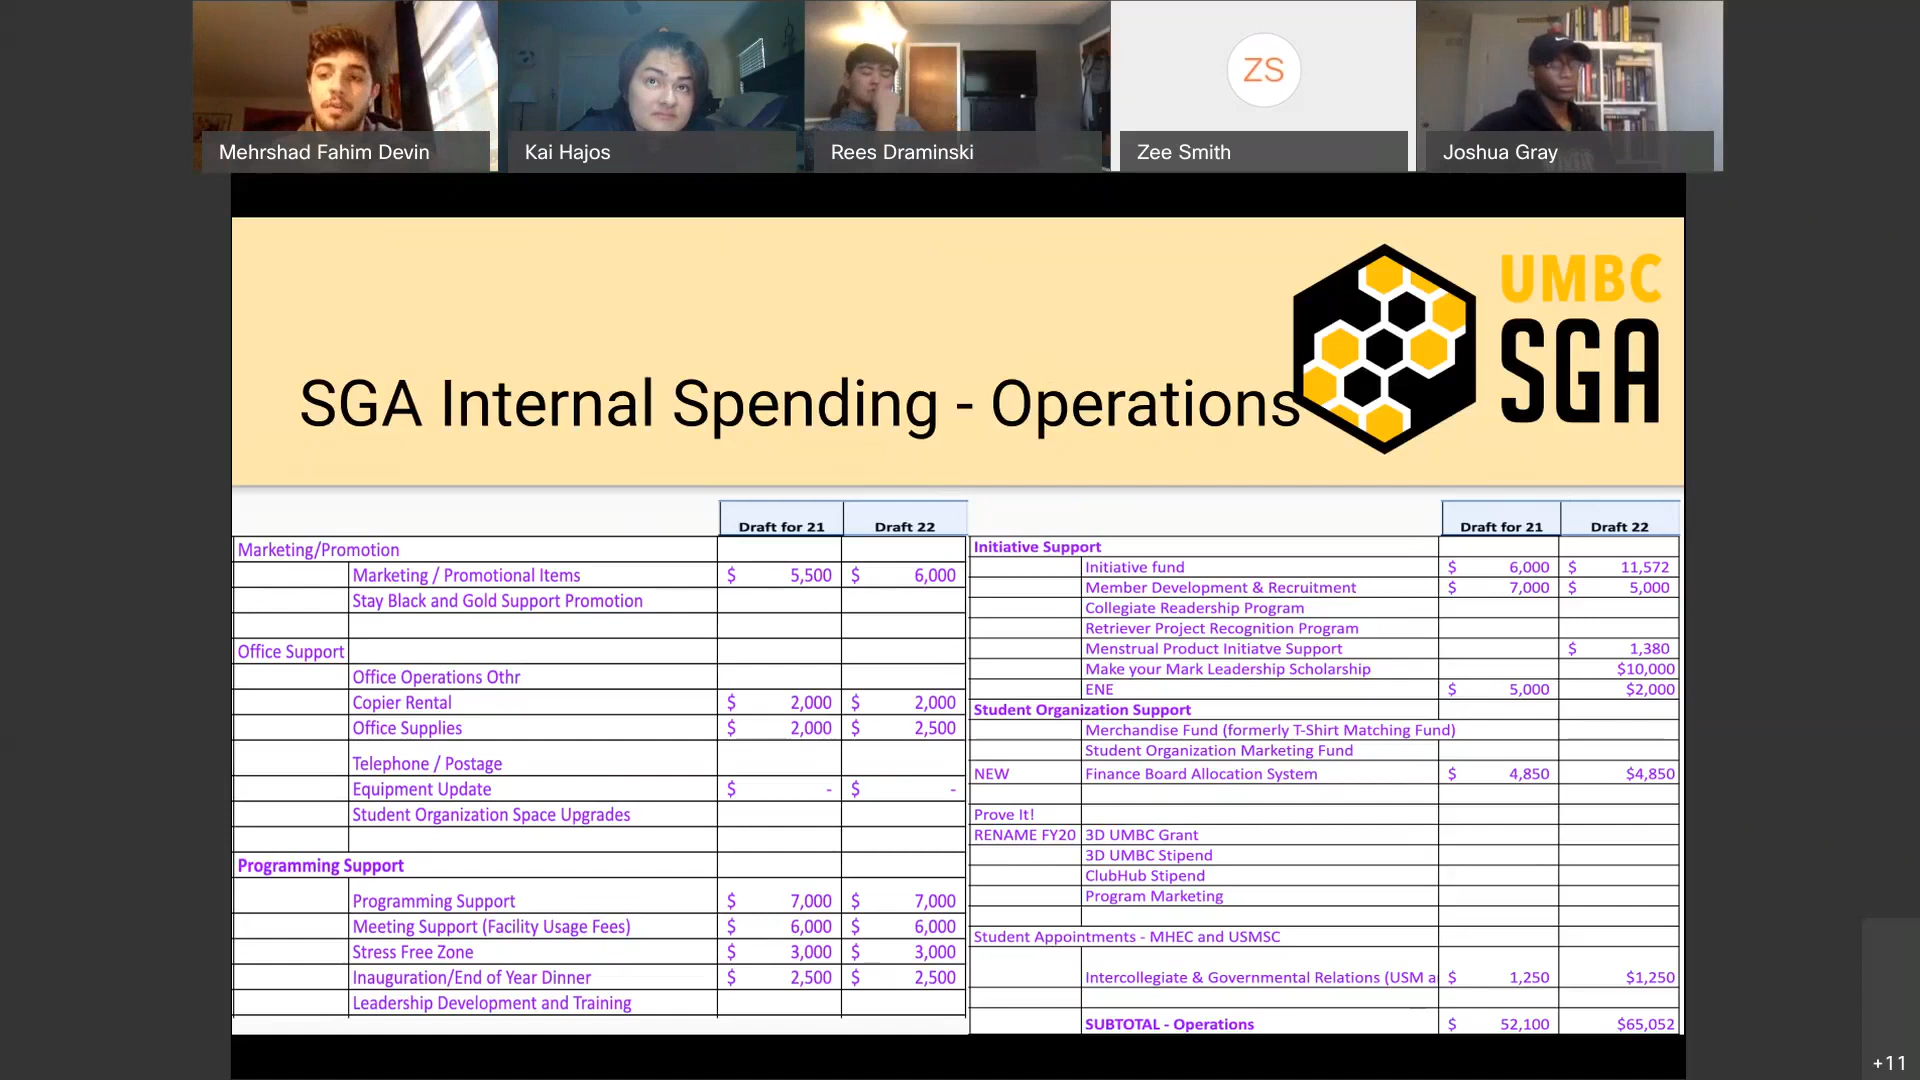 Mehrshad Fahim Devin
Kai Hajos
Rees Draminski
ZS
Zee Smith
Joshua Gray
UMBC
SGA
SGA Internal Spending - Operations
Draft for 21 Draft 22
Marketing/Promotion
Marketing / Promotional Items $ 5,500 $ 6,000
Stay Black and Gold Support Promotion
Office Support
Office Operations Othr
Copier Rental $ 2,000 $ 2,000
Office Supplies $ 2,000 $ 2,500
Telephone / Postage
Equipment Update $ - $ -
Student Organization Space Upgrades
Programming Support
Programming Support $ 7,000 $ 7,000
Meeting Support (Facility Usage Fees) $ 6,000 $ 6,000
Stress Free Zone $ 3,000 $ 3,000
Inauguration/End of Year Dinner $ 2,500 $ 2,500
Leadership Development and Training
Draft for 21 Draft 22
Initiative Support
Initiative fund $ 6,000 $ 11,572
Member Development & Recruitment $ 7,000 $ 5,000
Collegiate Readership Program
Retriever Project Recognition Program
Menstrual Product Initiatve Support $ 1,380
Make your Mark Leadership Scholarship $10,000
ENE $ 5,000 $2,000
Student Organization Support
Merchandise Fund (formerly T-Shirt Matching Fund)
Student Organization Marketing Fund
NEW Finance Board Allocation System $ 4,850 $4,850
Prove It!
RENAME FY20 3D UMBC Grant
3D UMBC Stipend
ClubHub Stipend
Program Marketing
Student Appointments - MHEC and USMSC
Intercollegiate & Governmental Relations (USM a $ 1,250 $1,250
SUBTOTAL - Operations $ 52,100 $65,052
+11